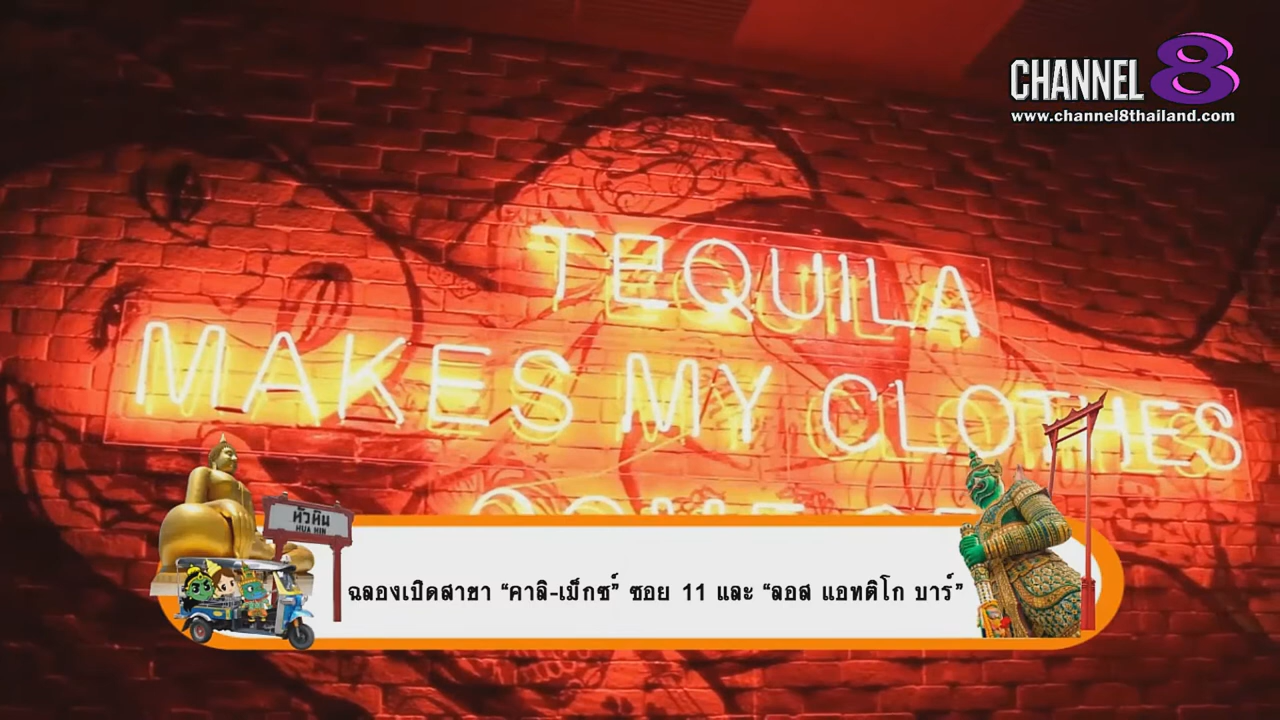 CHANNEL 8
www.channel8thailand.com
TEQUILA
MAKES MY CLOTHES
หัวหิน
HUA HIN
ฉลองเปิดสาขา “คาลิ-เม็กซ์” ซอย 11 และ “ลอส แอทติโก บาร์”